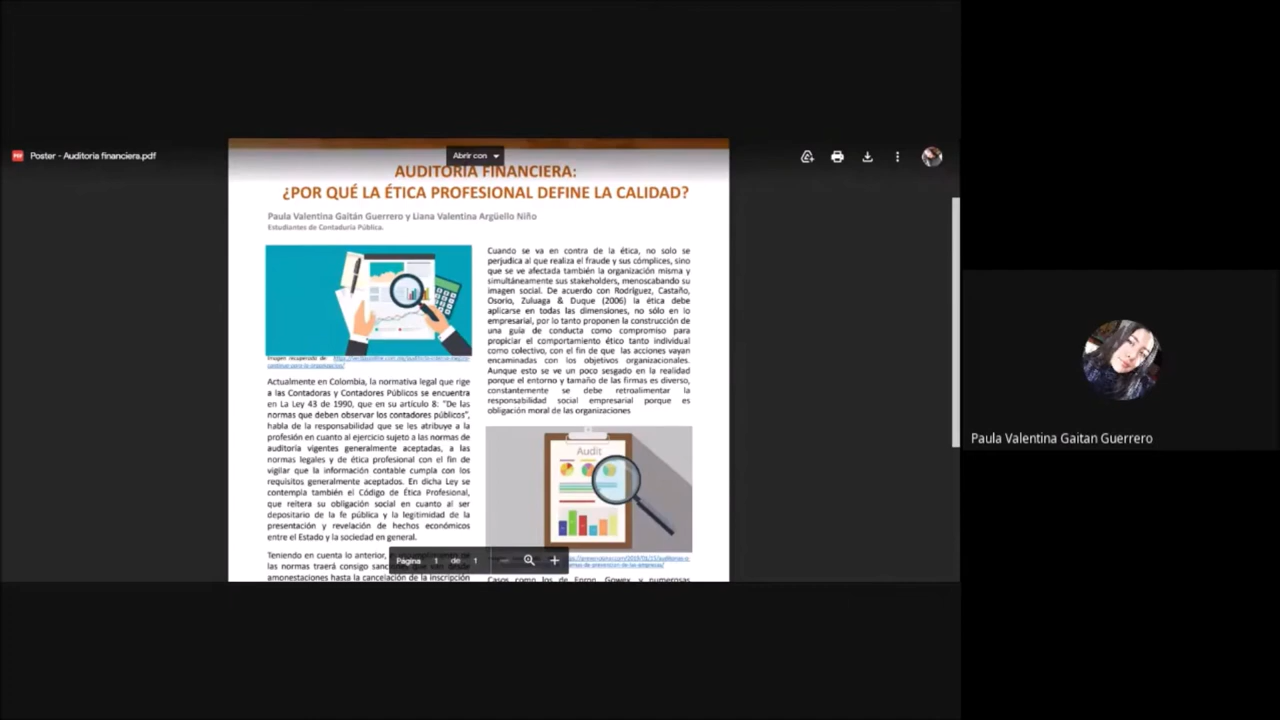 Poster - Auditoria financiera.pdf
Abrir con
AUDITORIA FINANCIERA:
¿POR QUÉ LA ÉTICA PROFESIONAL DEFINE LA CALIDAD?
Paula Valentina Gaitán Guerrero y Liana Valentina Argüello Niño
Estudiantes de Contaduría Pública.
Imagen recuperado de
Actualmente en Colombia, la normativa legal que rige
a las Contadoras y Contadores Públicos se encuentra
en La Ley 43 de 1990, que en su artículo 8: "De las
normas que deben observar los contadores públicos",
habla de la responsabilidad que se les atribuye a la
profesión en cuanto al ejercicio sujeto a las normas de
auditoría vigentes generalmente aceptadas, a las
normas legales y de ética profesional con el fin de
vigilar que la información contable cumpla con los
requisitos generalmente aceptados. En dicha Ley se
contempla también el Código de Ética Profesional,
que reitera su obligación social en cuanto al ser
depositario de la fe pública y la legitimidad de la
presentación y revelación de hechos económicos
entre el Estado y la sociedad en general.
Teniendo en cuenta lo anterior,
las normas traerá consigo
amonestaciones hasta la cancelación de la inscripción
Cuando se va en contra de la ética, no solo se
perjudica al que realiza el fraude y sus cómplices, sino
que se ve afectada también la organización misma y
simultáneamente sus stakeholders, menoscabando su
imagen social. De acuerdo con Rodríguez, Castaño,
Osorio, Zuluaga & Duque (2006) la ética debe
aplicarse en todas las dimensiones, no sólo en lo
empresarial, por lo tanto proponen la construcción de
una guía de conducta como compromiso para
propiciar el comportamiento ético tanto individual
como colectivo, con el fin de que las acciones vayan
encaminadas con los objetivos organizacionales.
Aunque esto se ve un poco sesgado en la realidad
porque el entorno y tamaño de las firmas es diverso,
constantemente se debe retroalimentar la
responsabilidad social empresarial porque es
obligación moral de las organizaciones
Audit
Casos como los de Enron, Gowex y numerosas
Página 1 de 1
Paula Valentina Gaitan Guerrero